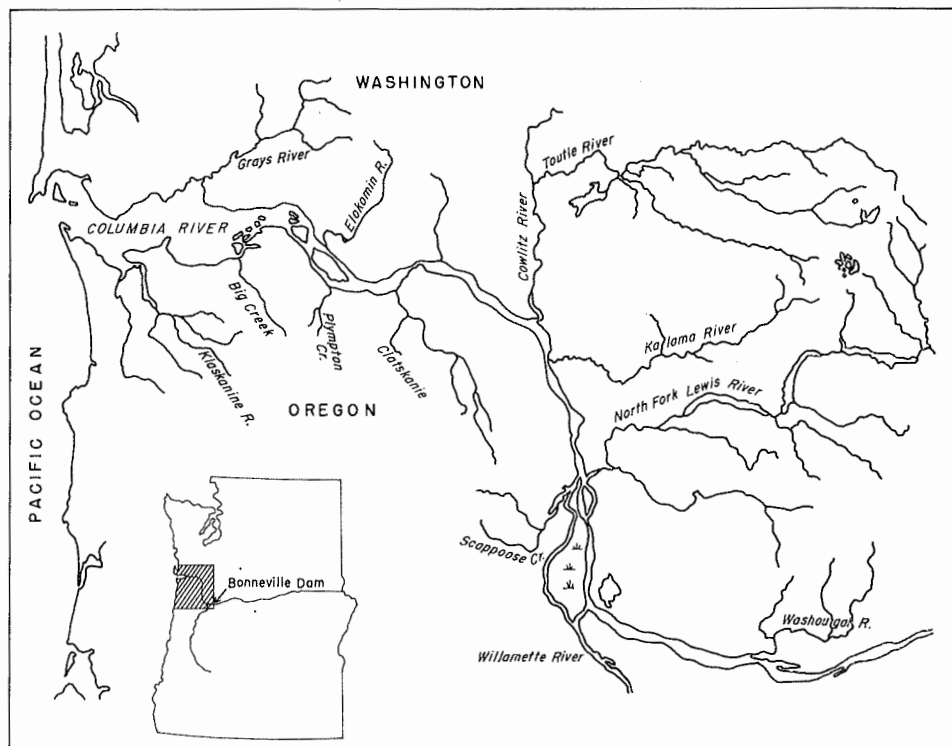 WASHINGTON
Grays River
Elokomin R.
Toutle River
COLUMBIA RIVER
Cowlitz River
Big Creek
Plympton
Cr.
Clatskanie
Kalama River
Klaskanine R.
OREGON
North Fork Lewis River
PACIFIC OCEAN
Scappoose Cr.
Bonneville Dam
Washougal R.
Willamette River